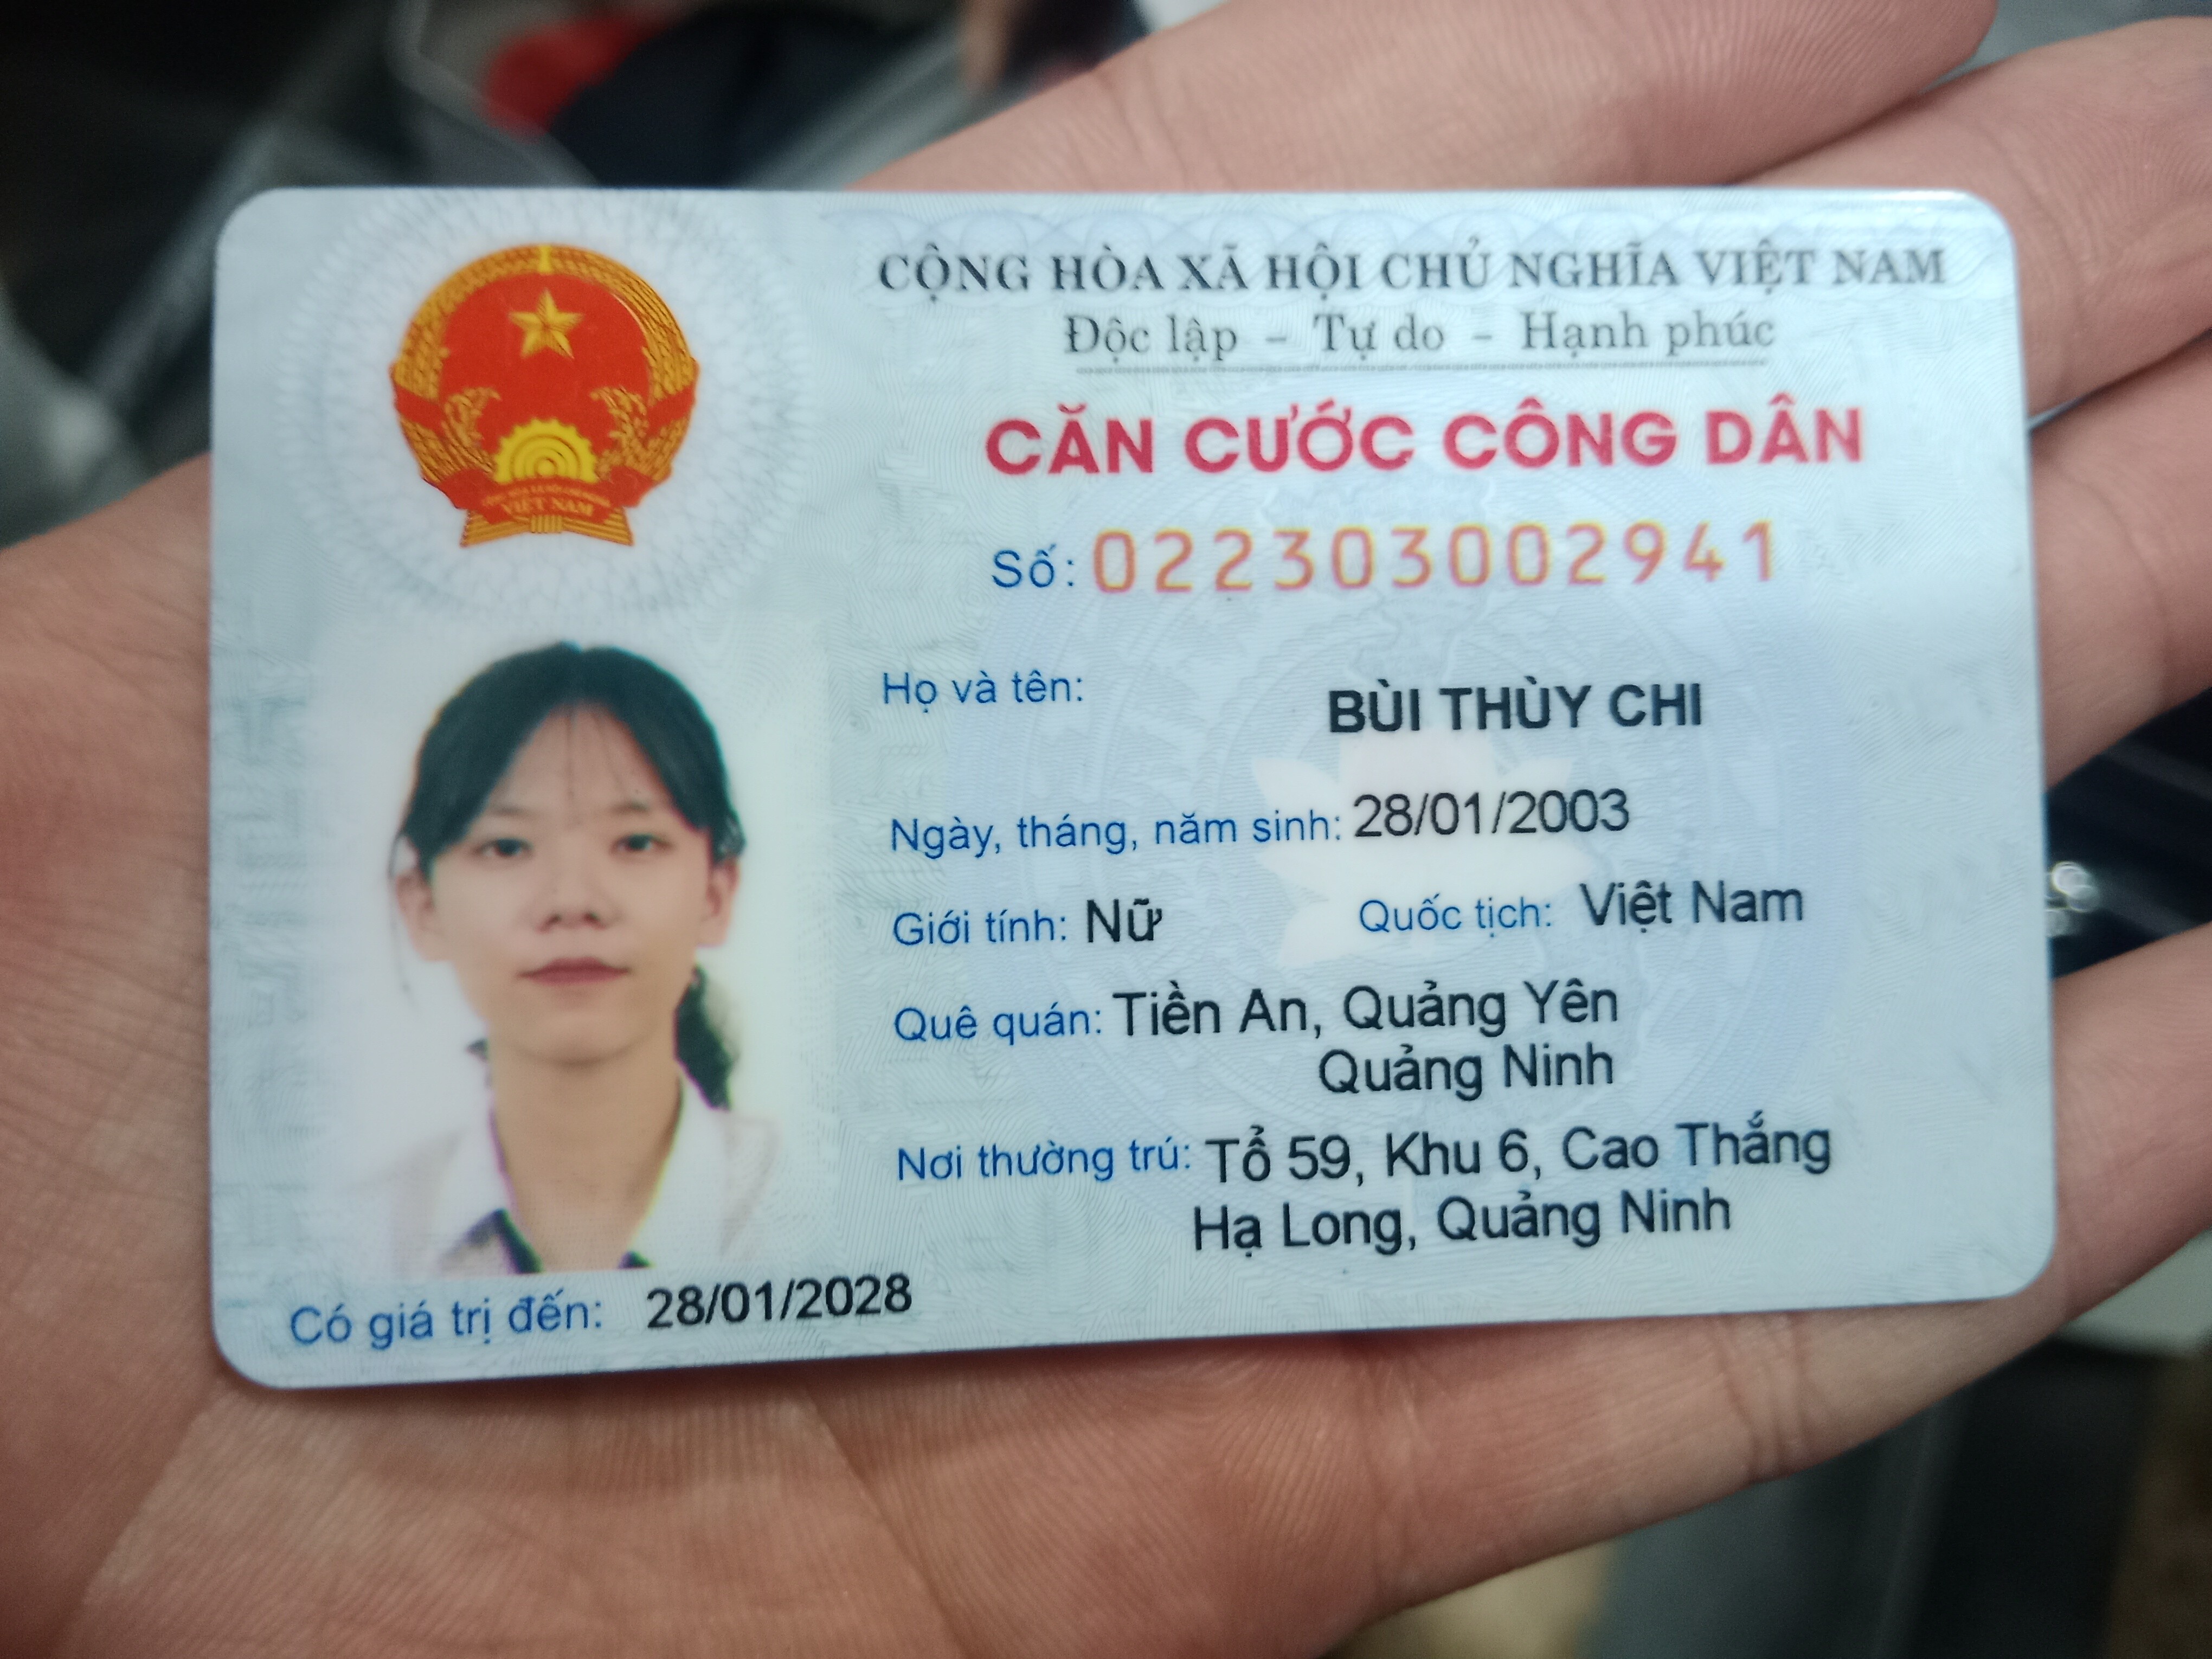 CỘNG HÒA XÃ HỘI CHỦ NGHĨA VIỆT NAM
Độc lập - Tự do - Hạnh phúc
CĂN CƯỚC CÔNG DÂN
Số: 022303002941
Họ và tên: BÙI THÙY CHI
Ngày, tháng, năm sinh: 28/01/2003
Giới tính: Nữ Quốc tịch: Việt Nam
Quê quán: Tiền An, Quảng Yên
Quảng Ninh
Nơi thường trú: Tổ 59, Khu 6, Cao Thắng
Hạ Long, Quảng Ninh
Có giá trị đến: 28/01/2028
VIỆT NAM